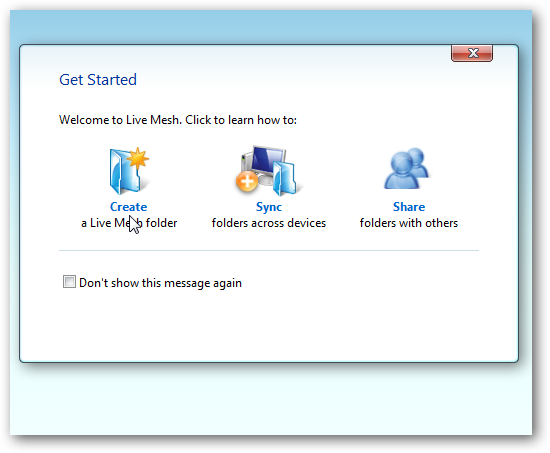 Get Started
Welcome to Live Mesh. Click to learn how to:
Create
a Live Mesh folder
Sync
folders across devices
Share
folders with others
Don't show this message again